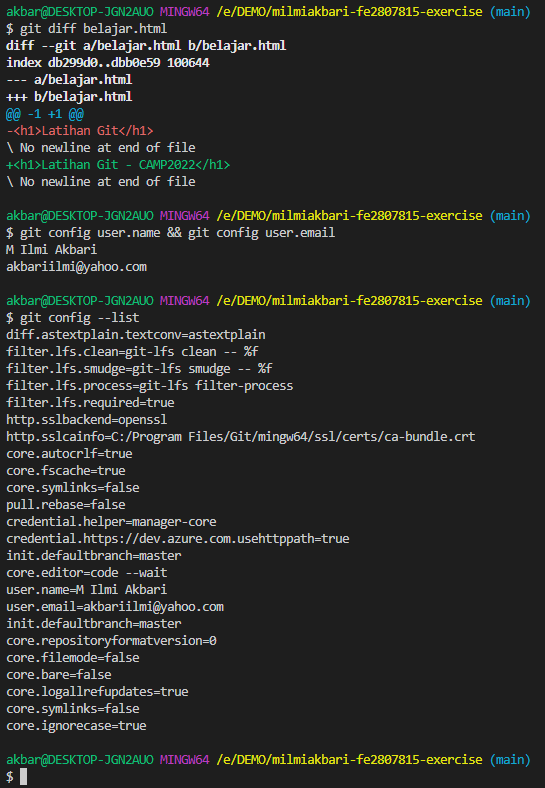 akbar@DESKTOP-JGN2AUO MINGW64 /e/DEMO/milmiakbari-fe2807815-exercise (main)
$ git diff belajar.html
diff --git a/belajar.html b/belajar.html
index db299d0..dbb0e59 100644
--- a/belajar.html
+++ b/belajar.html
@@ -1 +1 @@
-<h1>Latihan Git</h1>
\ No newline at end of file
+<h1>Latihan Git - CAMP2022</h1>
\ No newline at end of file
akbar@DESKTOP-JGN2AUO MINGW64 /e/DEMO/milmiakbari-fe2807815-exercise (main)
$ git config user.name && git config user.email
M Ilmi Akbari
akbariilmi@yahoo.com
akbar@DESKTOP-JGN2AUO MINGW64 /e/DEMO/milmiakbari-fe2807815-exercise (main)
$ git config --list
diff.astextplain.textconv=astextplain
filter.lfs.clean=git-lfs clean -- %f
filter.lfs.smudge=git-lfs smudge -- %f
filter.lfs.process=git-lfs filter-process
filter.lfs.required=true
http.sslbackend=openssl
http.sslcainfo=C:/Program Files/Git/mingw64/ssl/certs/ca-bundle.crt
core.autocrlf=true
core.fscache=true
core.symlinks=false
pull.rebase=false
credential.helper=manager-core
credential.https://dev.azure.com.usehttppath=true
init.defaultbranch=master
core.editor=code --wait
user.name=M Ilmi Akbari
user.email=akbariilmi@yahoo.com
init.defaultbranch=master
core.repositoryformatversion=0
core.filemode=false
core.bare=false
core.logallrefupdates=true
core.symlinks=false
core.ignorecase=true
akbar@DESKTOP-JGN2AUO MINGW64 /e/DEMO/milmiakbari-fe2807815-exercise (main)
$